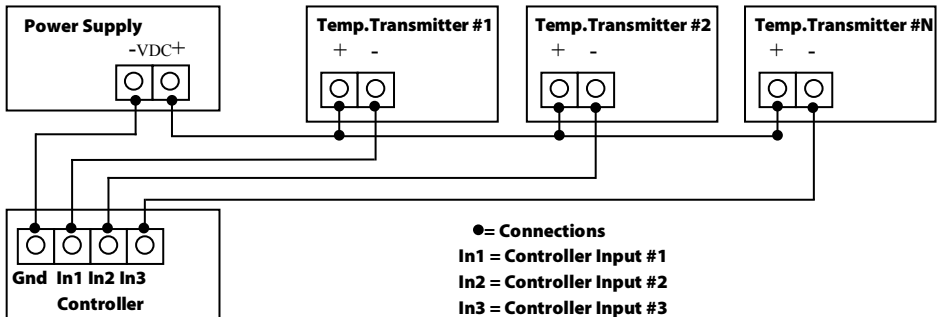 Power Supply
-VDC+
Temp.Transmitter #1
+ -
Temp.Transmitter #2
+ -
Temp.Transmitter #N
+ -
Gnd In1 In2 In3
Controller
●= Connections
In1 = Controller Input #1
In2 = Controller Input #2
In3 = Controller Input #3